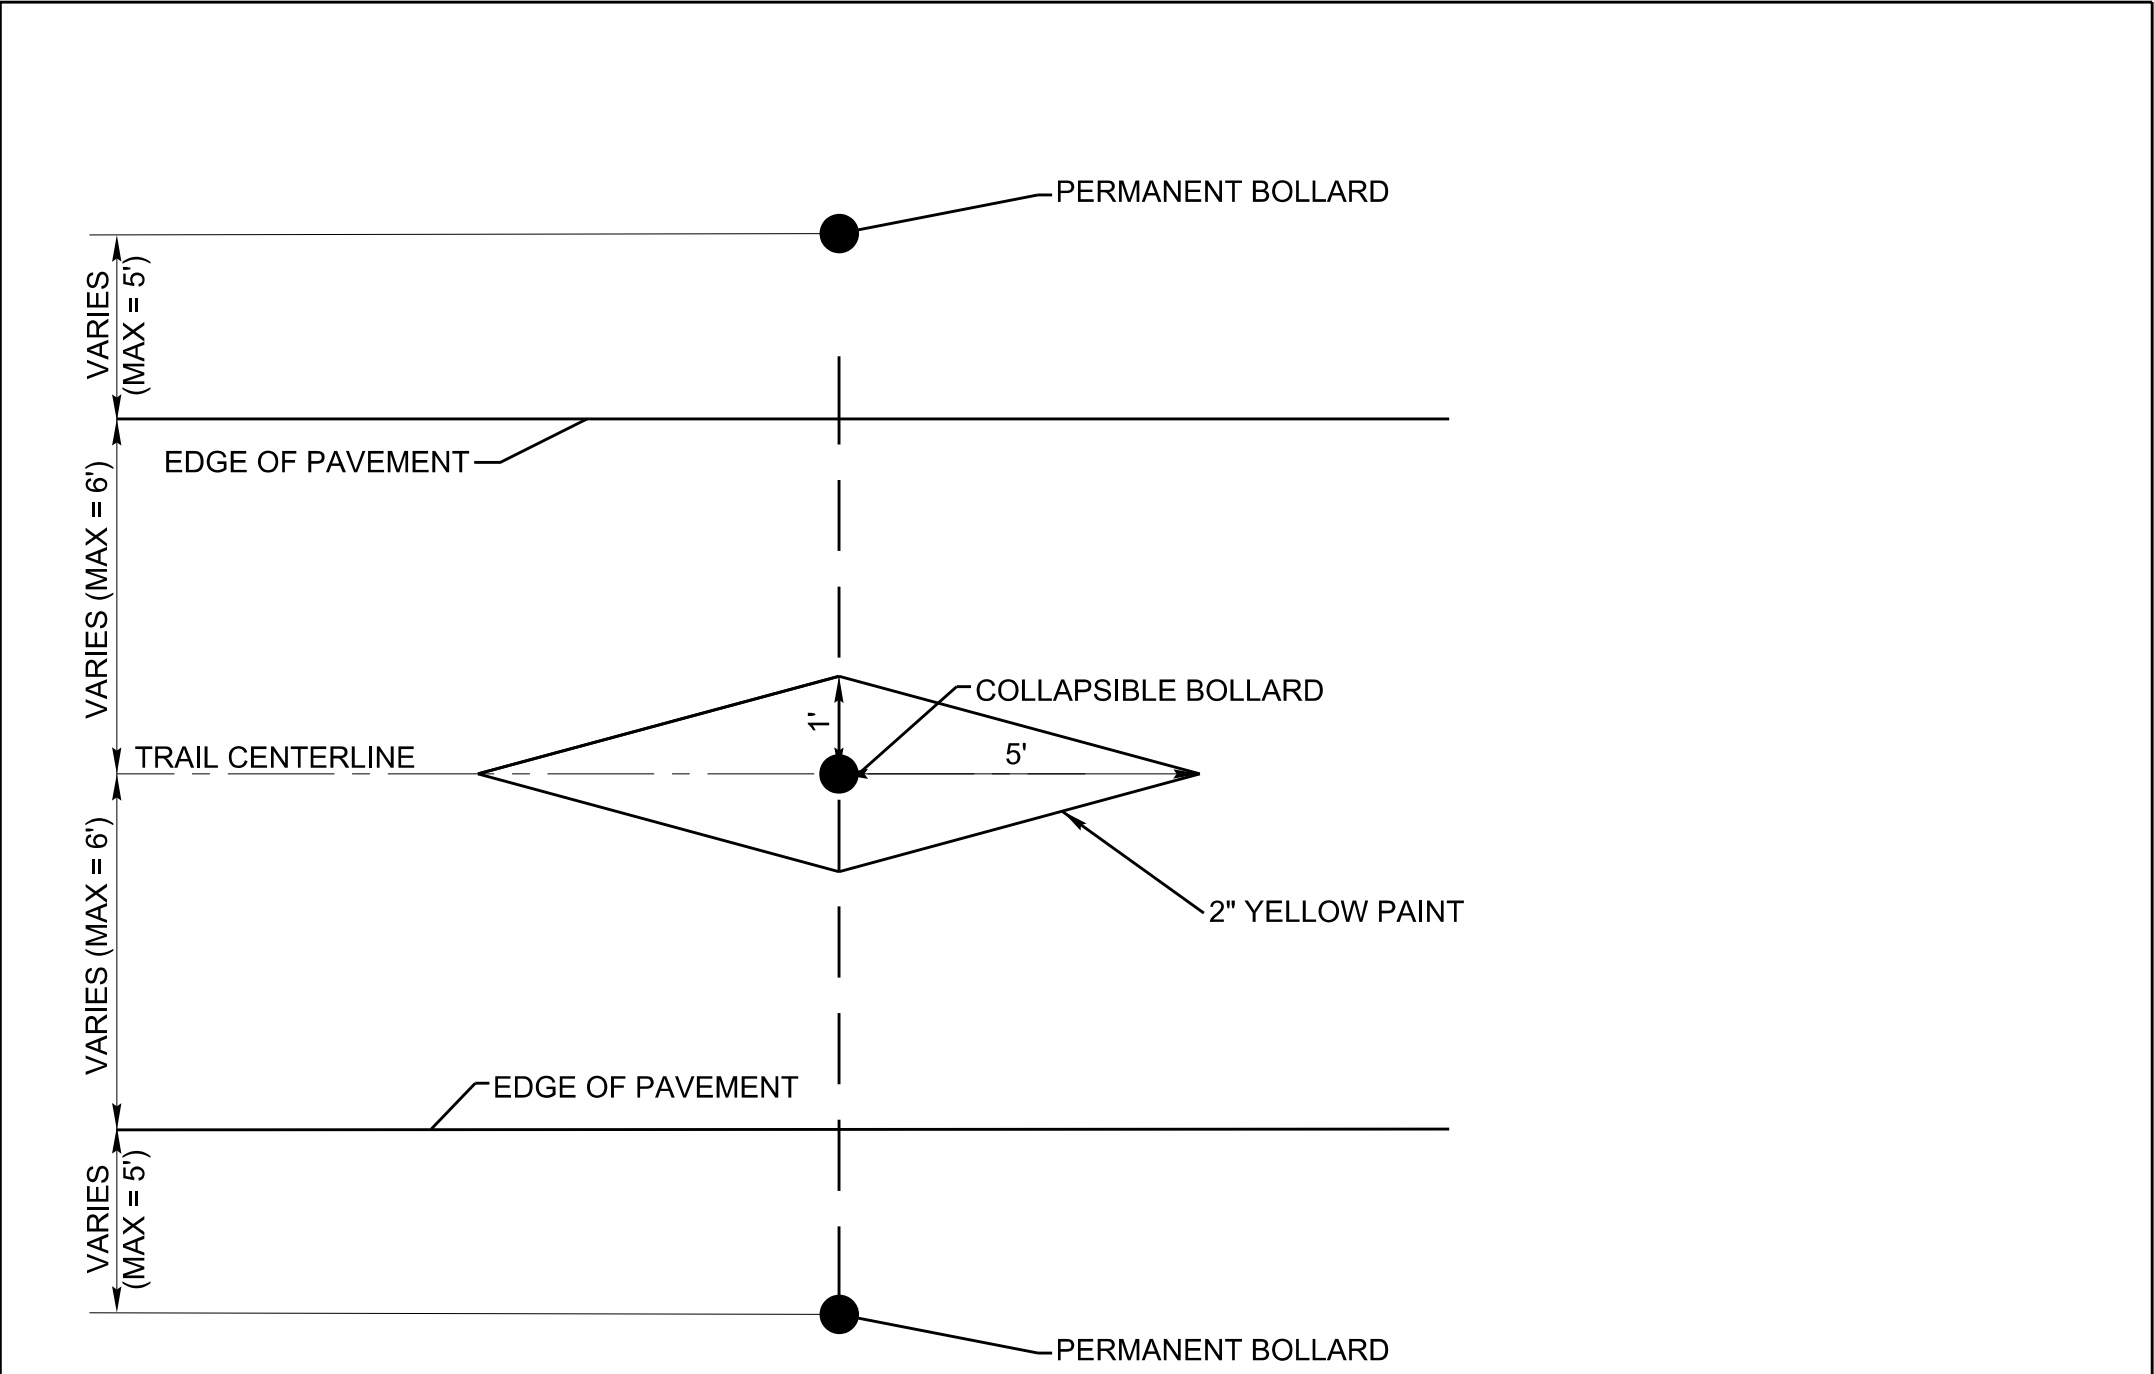 PERMANENT BOLLARD
VARIES
(MAX = 5')
EDGE OF PAVEMENT
VARIES (MAX = 6')
COLLAPSIBLE BOLLARD
1'
TRAIL CENTERLINE
5'
VARIES (MAX = 6')
2" YELLOW PAINT
EDGE OF PAVEMENT
VARIES
(MAX = 5')
PERMANENT BOLLARD